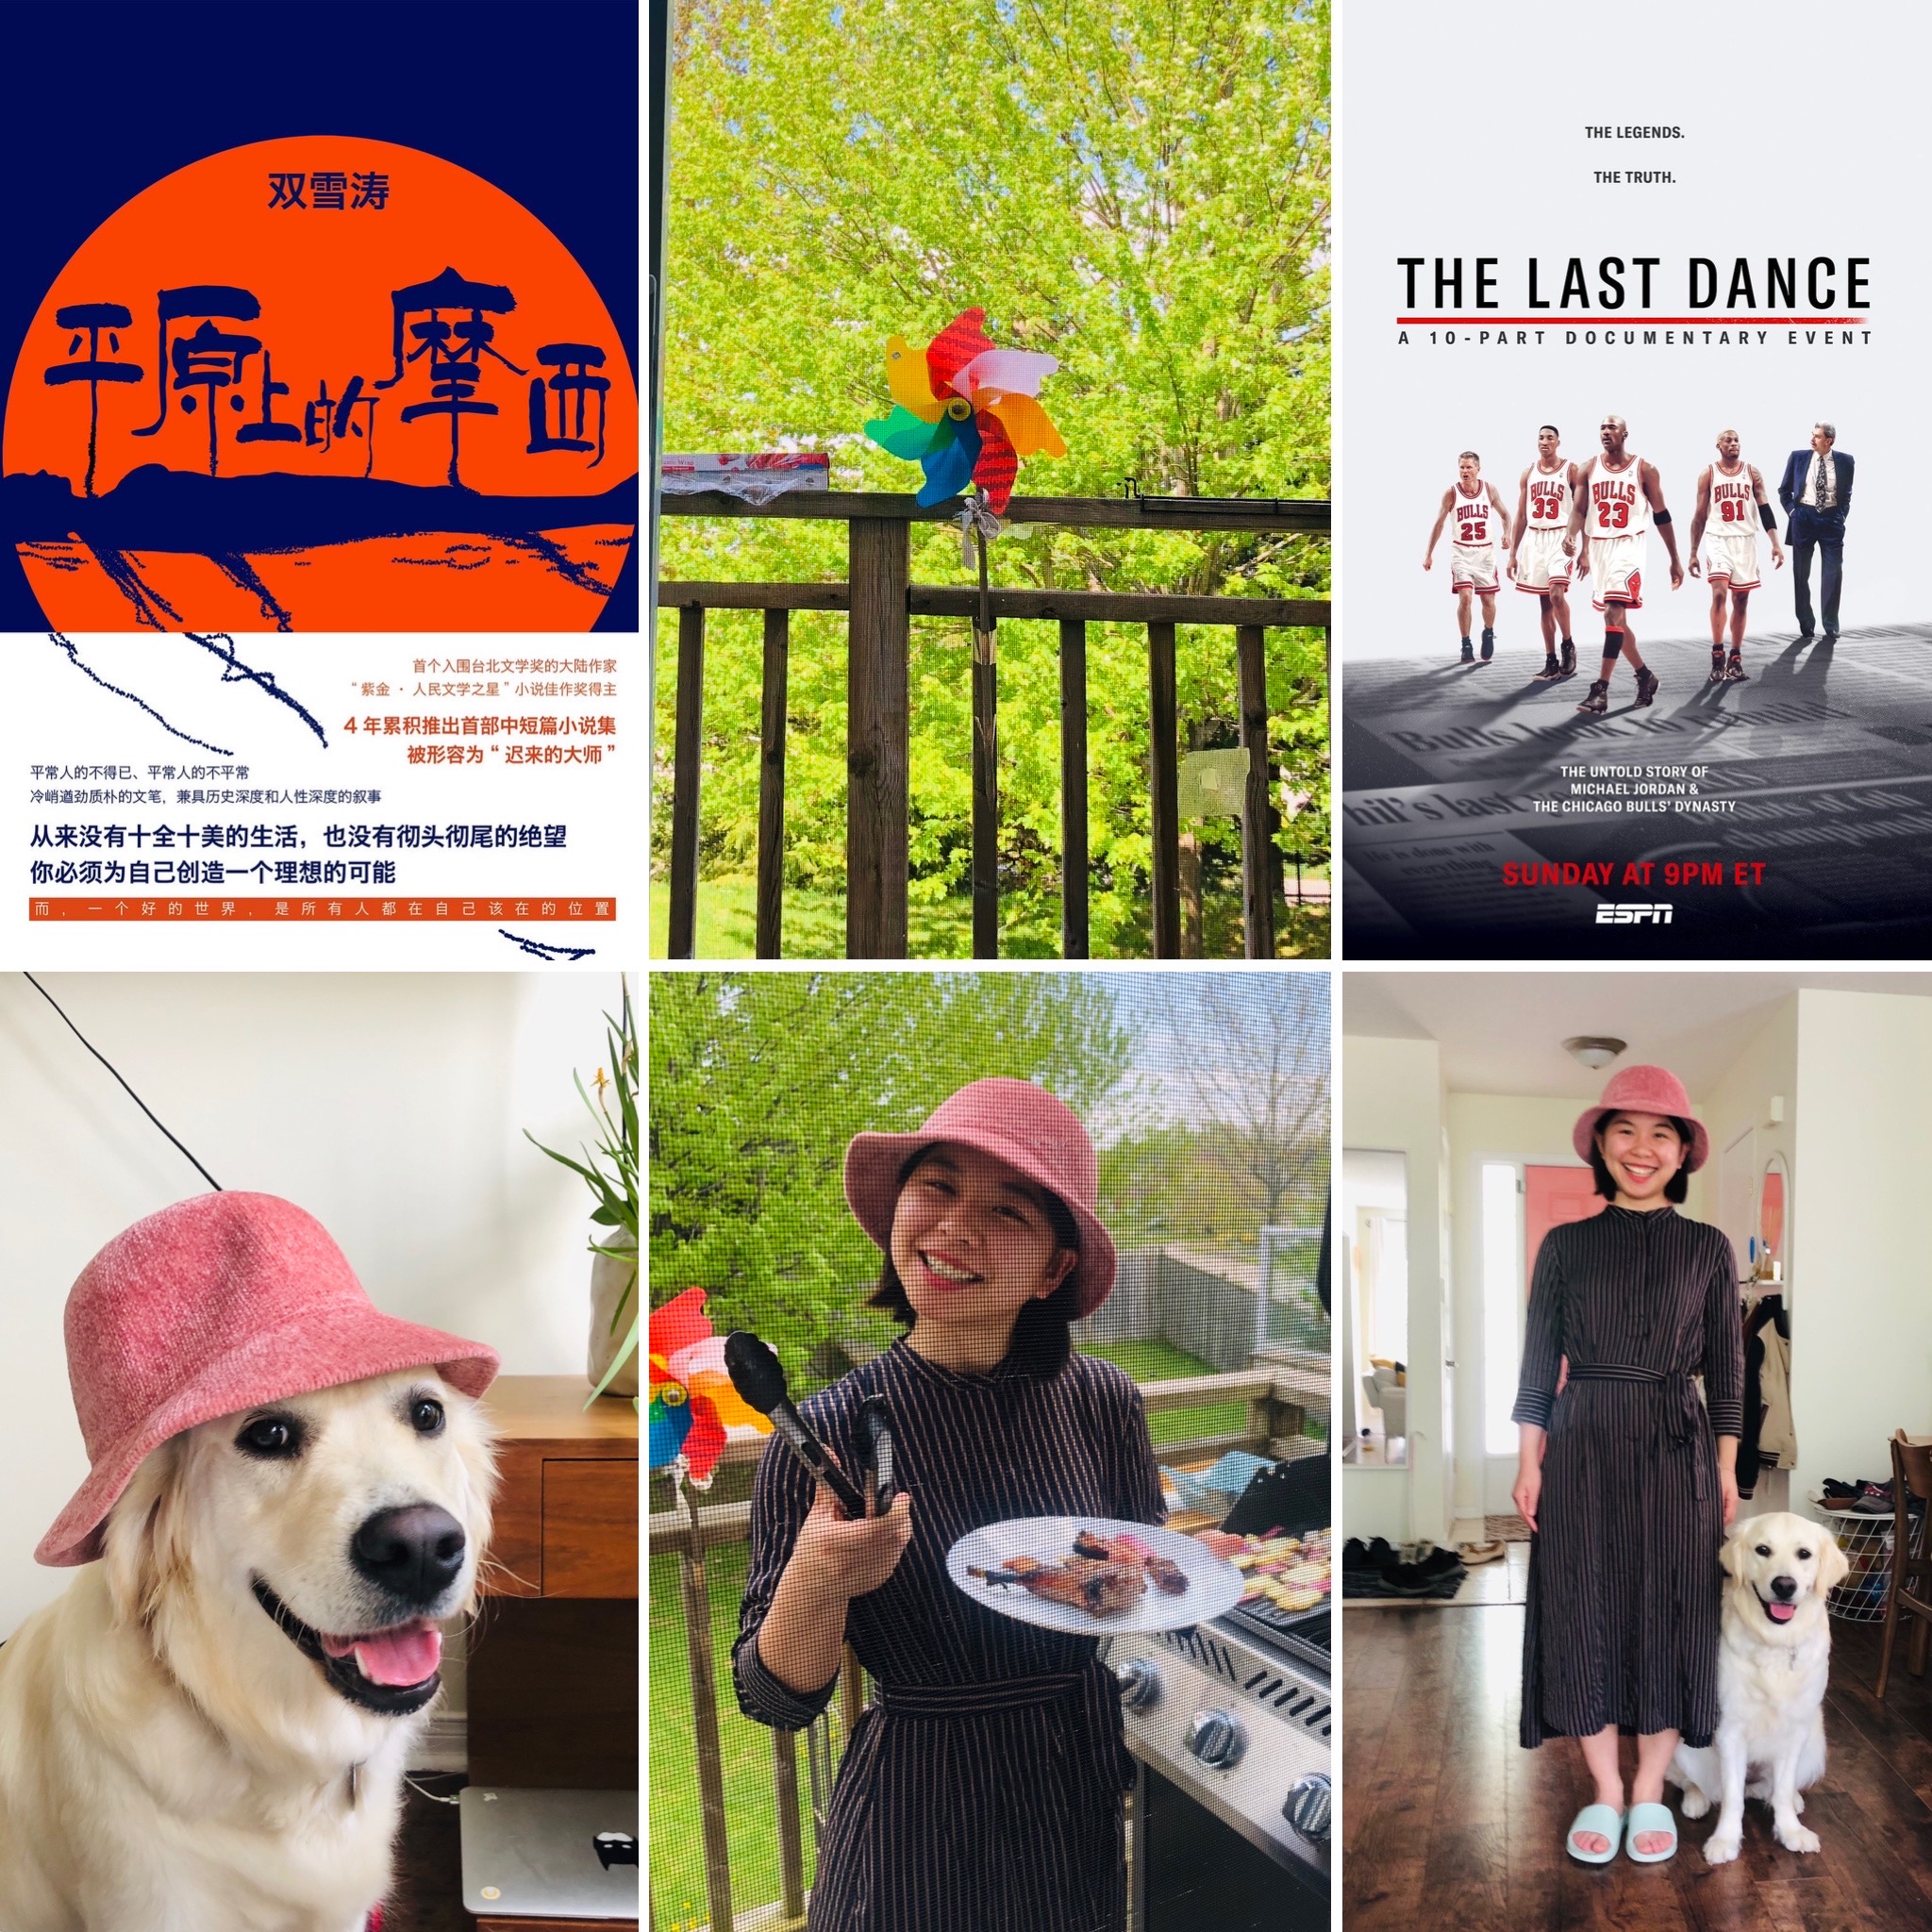 双雪涛
平原上的摩西
首个入围台北文学奖的大陆作家
“紫金 · 人民文学之星”小说佳作奖得主
4 年累积推出首部中短篇小说集
被形容为“迟来的大师”
平常人的不得已、平常人的不平常
冷峭遒劲质朴的文笔，兼具历史深度和人性深度的叙事
从来没有十全十美的生活，也没有彻头彻尾的绝望
你必须为自己创造一个理想的可能
而，一个好的世界，是所有人都在自己该在的位置
THE LEGENDS.
THE TRUTH.
THE LAST DANCE
A 10-PART DOCUMENTARY EVENT
BULLS 25
BULLS 33
BULLS 23
BULLS 91
THE UNTOLD STORY OF
MICHAEL JORDAN &
THE CHICAGO BULLS' DYNASTY
SUNDAY AT 9PM ET
ESPN